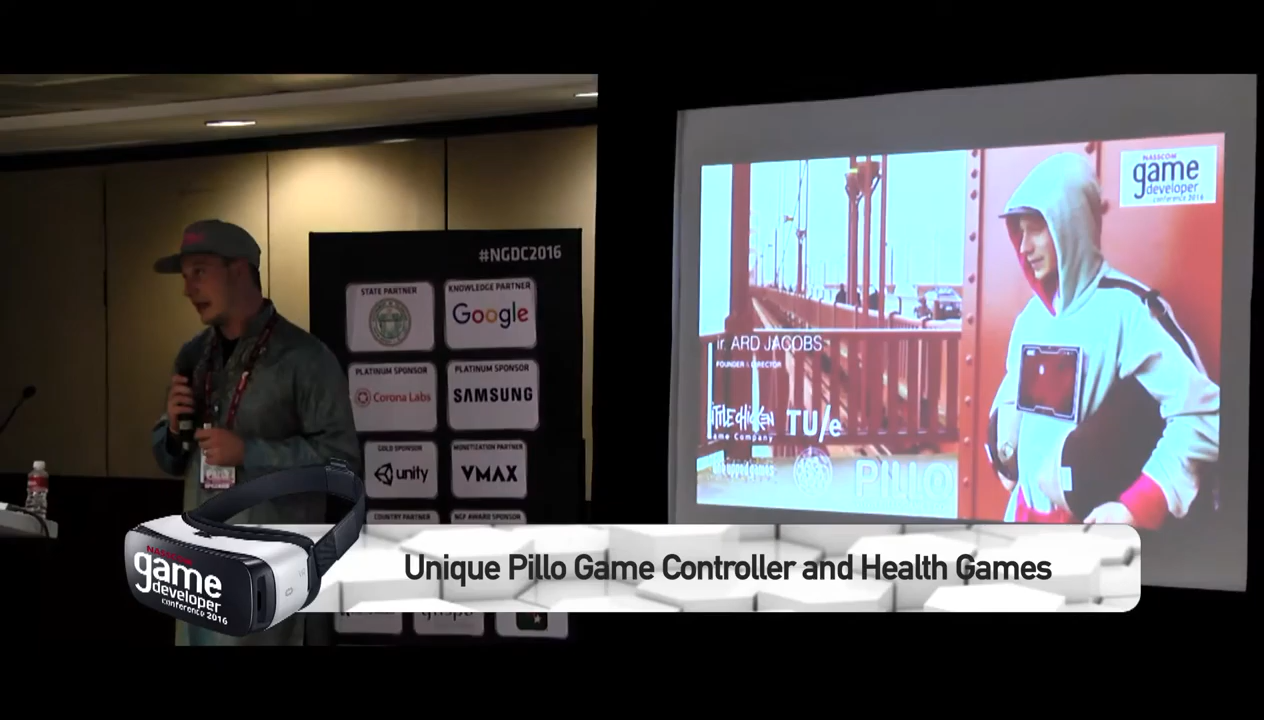 #NGDC2016
STATE PARTNER
KNOWLEDGE PARTNER
Google
PLATINUM SPONSOR
Corona Labs
PLATINUM SPONSOR
SAMSUNG
GOLD SPONSOR
unity
MONETIZATION PARTNER
VMAX
COUNTRY PARTNER
NGF AWARD SPONSOR
NASSCOM
game
developer
conference 2016
ir. ARD JACOBS
FOUNDER & DIRECTOR
TU/e
PILLO
NASSCOM
game
developer
conference 2016
Unique Pillo Game Controller and Health Games